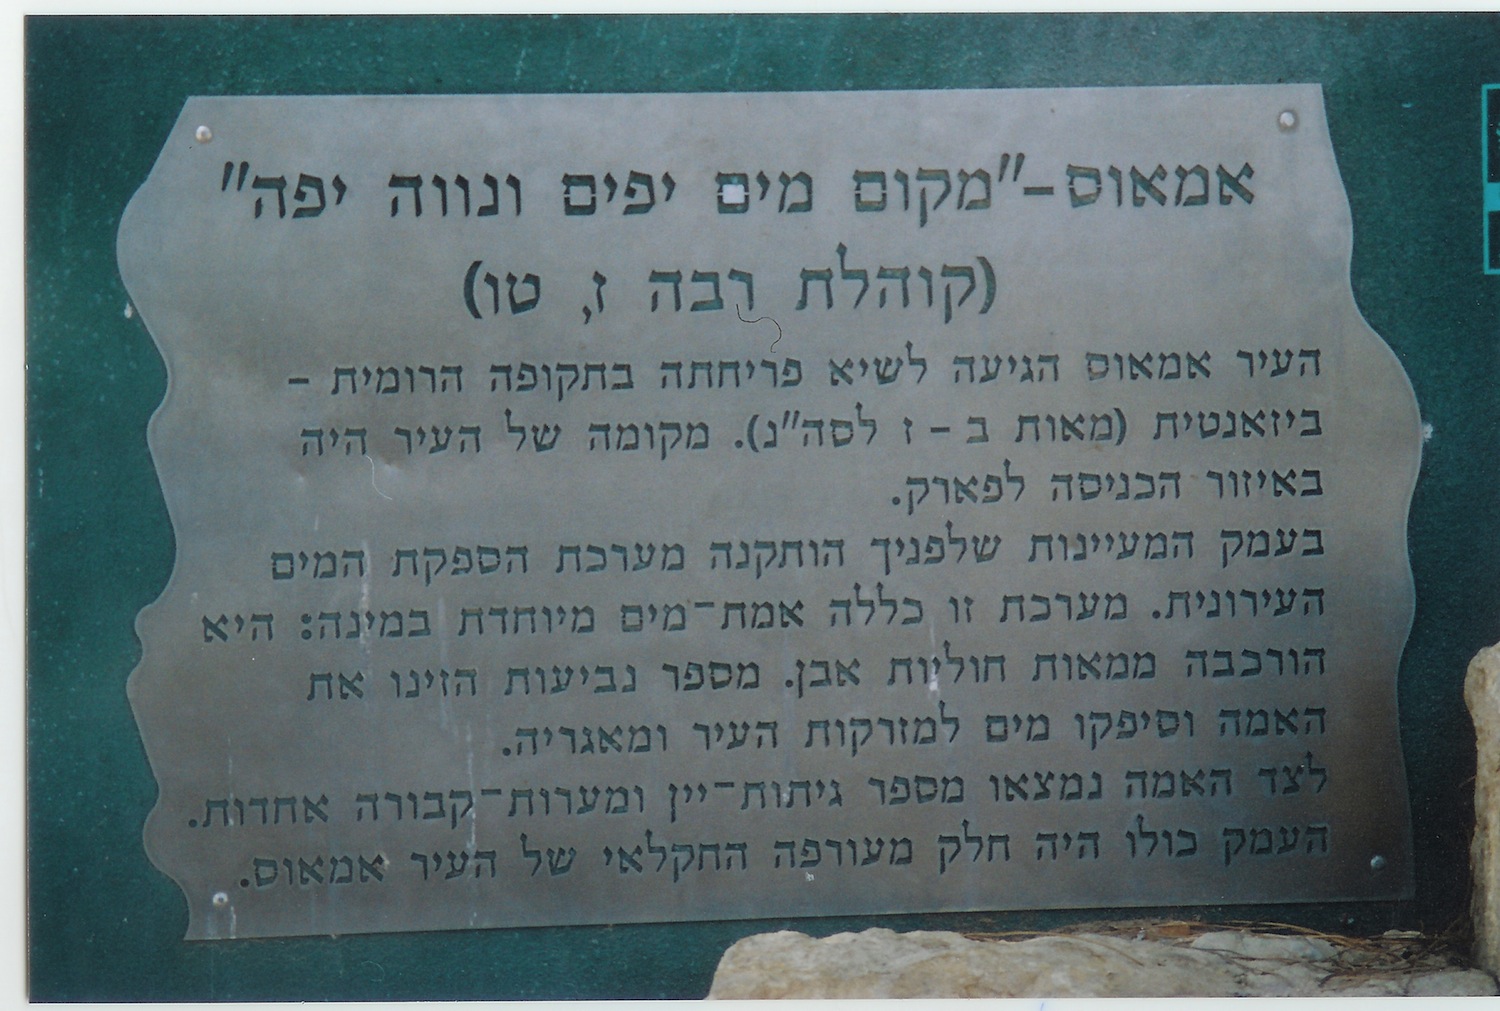 אמאוס-"מקום מים יפים ונווה יפה"
(קוהלת רבה ז, טו)
העיר אמאוס הגיעה לשיא פריחתה בתקופה הרומית -
ביזאנטית (מאות ב - ז לסה"נ). מקומה של העיר היה
באיזור הכניסה לפארק.
בעמק המעיינות שלפניך הותקנה מערכת הספקת המים
העירונית. מערכת זו כללה אמת־מים מיוחדת במינה: היא
הורכבה ממאות חוליות אבן. מספר נביעות הזינו את
האמה וסיפקו מים למזרקות העיר ומאגריה.
לצד האמה נמצאו מספר גיתות־יין ומערות־קבורה אחדות.
העמק כולו היה חלק מעורפה החקלאי של העיר אמאוס.